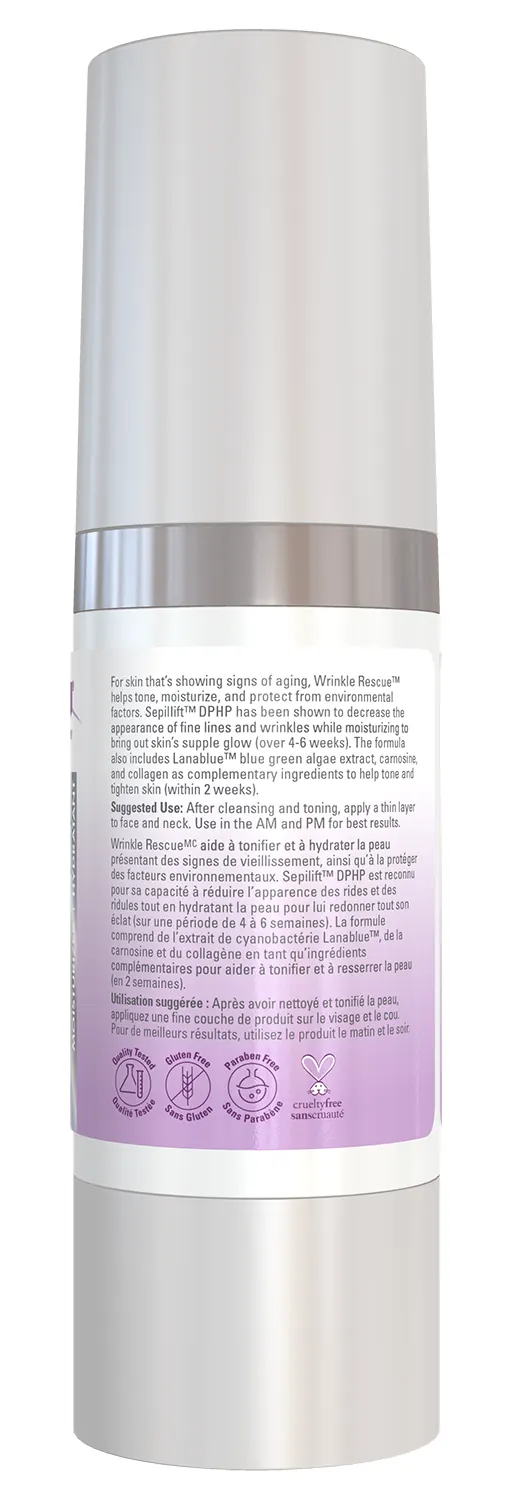 For skin that's showing signs of aging, Wrinkle Rescue™
helps tone, moisturize, and protect from environmental
factors. Sepillift™ DPHP has been shown to decrease the
appearance of fine lines and wrinkles while moisturizing to
bring out skin's supple glow (over 4-6 weeks). The formula
also includes Lanablue™ blue green algae extract, carnosine,
and collagen as complementary ingredients to help tone and
tighten skin (within 2 weeks).
Suggested Use: After cleansing and toning, apply a thin layer
to face and neck. Use in the AM and PM for best results.
Wrinkle Rescueᴹᶜ aide à tonifier et à hydrater la peau
présentant des signes de vieillissement, ainsi qu'à la protéger
des facteurs environnementaux. Sepilift™ DPHP est reconnu
pour sa capacité à réduire l'apparence des rides et des
ridules tout en hydratant la peau pour lui redonner tout son
éclat (sur une période de 4 à 6 semaines). La formule
comprend de l'extrait de cyanobactérie Lanablue™, de la
carnosine et du collagène en tant qu'ingrédients
complémentaires pour aider à tonifier et à resserrer la peau
(en 2 semaines).
Utilisation suggérée : Après avoir nettoyé et tonifié la peau,
appliquez une fine couche de produit sur le visage et le cou.
Pour de meilleurs résultats, utilisez le produit le matin et le soir.
Quality Tested
Qualité Testée
Gluten Free
Sans Gluten
Paraben Free
Sans Parabène
crueltyfree
sanscruauté